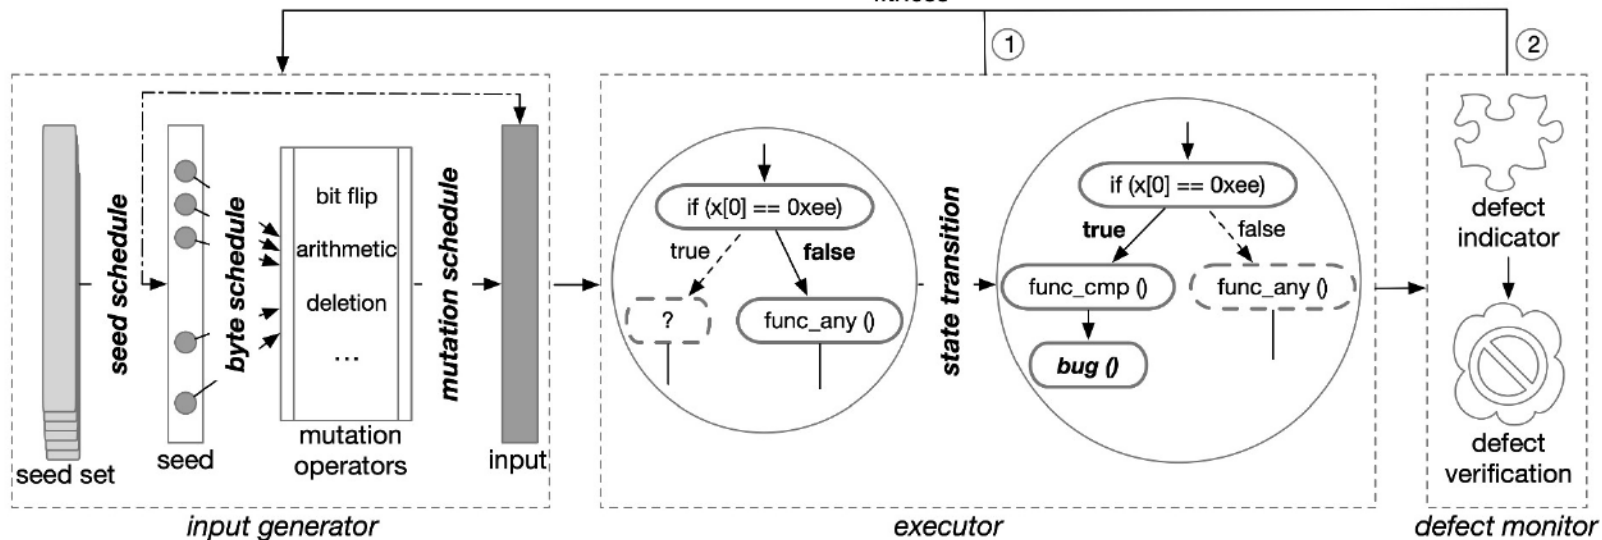 1
2
seed schedule
byte schedule
bit flip
arithmetic
deletion
...
mutation schedule
seed set
seed
mutation
operators
input
input generator
if (x[0] == 0xee)
true
false
?
func_any ()
state transition
if (x[0] == 0xee)
true
false
func_cmp ()
func_any ()
bug ()
executor
defect
indicator
defect
verification
defect monitor